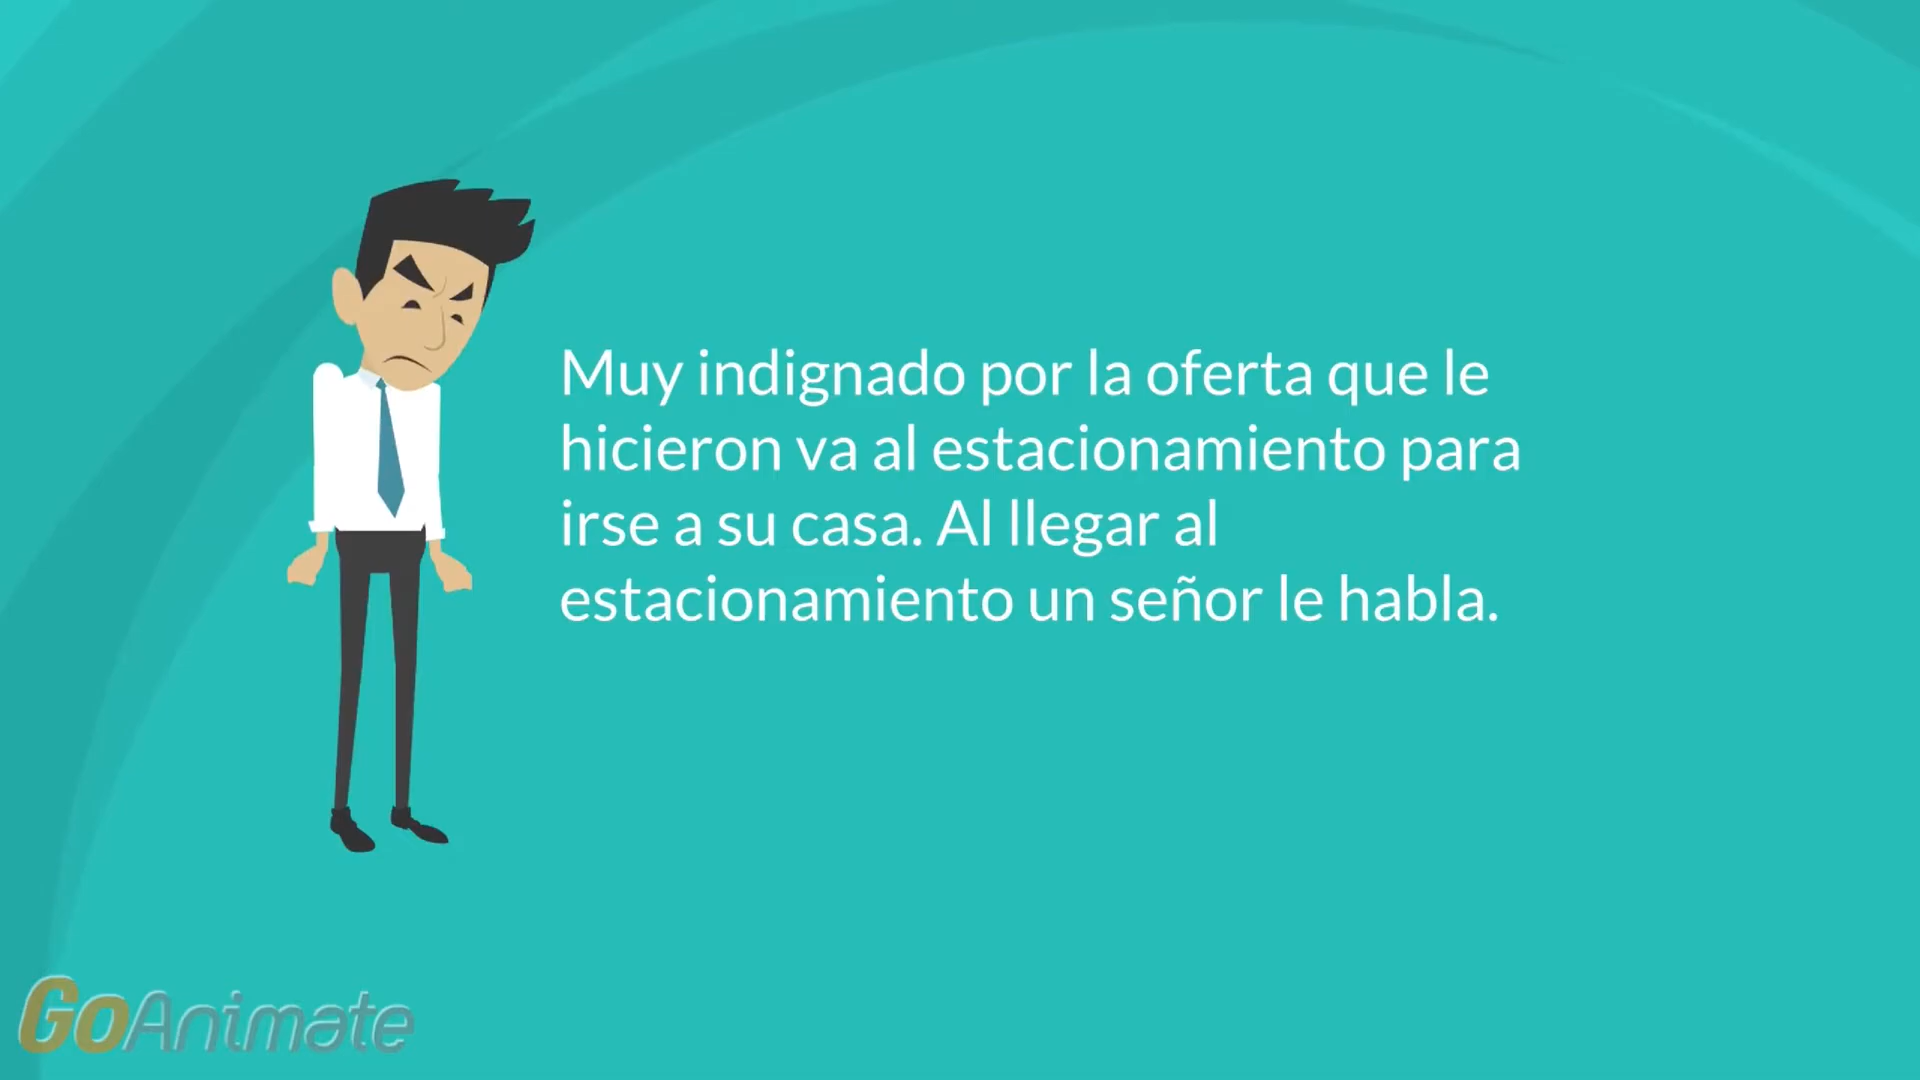 Muy indignado por la oferta que le
hicieron va al estacionamiento para
irse a su casa. Al llegar al
estacionamiento un señor le habla.
GoAnimate